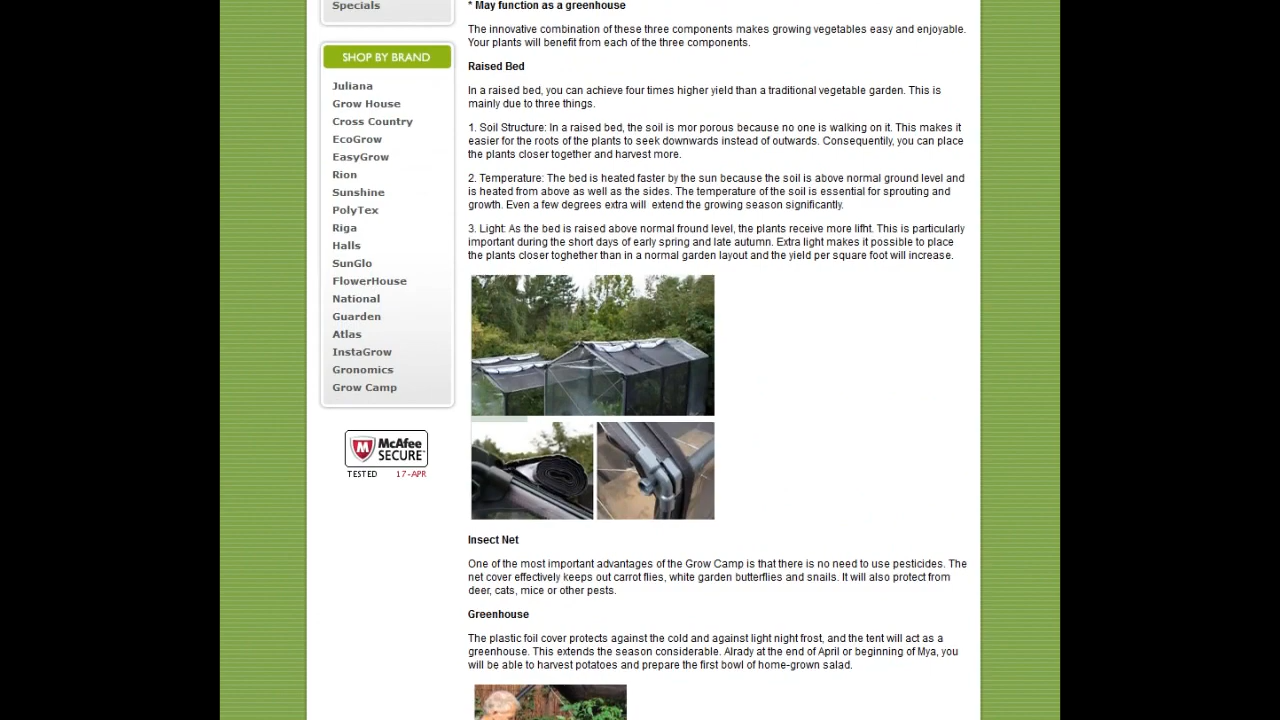 Specials
SHOP BY BRAND
Juliana
Grow House
Cross Country
EcoGrow
EasyGrow
Rion
Sunshine
PolyTex
Riga
Halls
SunGlo
FlowerHouse
National
Guarden
Atlas
InstaGrow
Gronomics
Grow Camp
McAfee
SECURE
TESTED 17-APR
* May function as a greenhouse
The innovative combination of these three components makes growing vegetables easy and enjoyable.
Your plants will benefit from each of the three components.
Raised Bed
In a raised bed, you can achieve four times higher yield than a traditional vegetable garden. This is
mainly due to three things.
1. Soil Structure: In a raised bed, the soil is mor porous because no one is walking on it. This makes it
easier for the roots of the plants to seek downwards instead of outwards. Consequently, you can place
the plants closer together and harvest more.
2. Temperature: The bed is heated faster by the sun because the soil is above normal ground level and
is heated from above as well as the sides. The temperature of the soil is essential for sprouting and
growth. Even a few degrees extra will extend the growing season significantly.
3. Light: As the bed is raised above normal fround level, the plants receive more lifht. This is particularly
important during the short days of early spring and late autumn. Extra light makes it possible to place
the plants closer toghether than in a normal garden layout and the yield per square foot will increase.
Insect Net
One of the most important advantages of the Grow Camp is that there is no need to use pesticides. The
net cover effectively keeps out carrot flies, white garden butterflies and snails. It will also protect from
deer, cats, mice or other pests.
Greenhouse
The plastic foil cover protects against the cold and against light night frost, and the tent will act as a
greenhouse. This extends the season considerable. Alrady at the end of April or beginning of Mya, you
will be able to harvest potatoes and prepare the first bowl of home-grown salad.